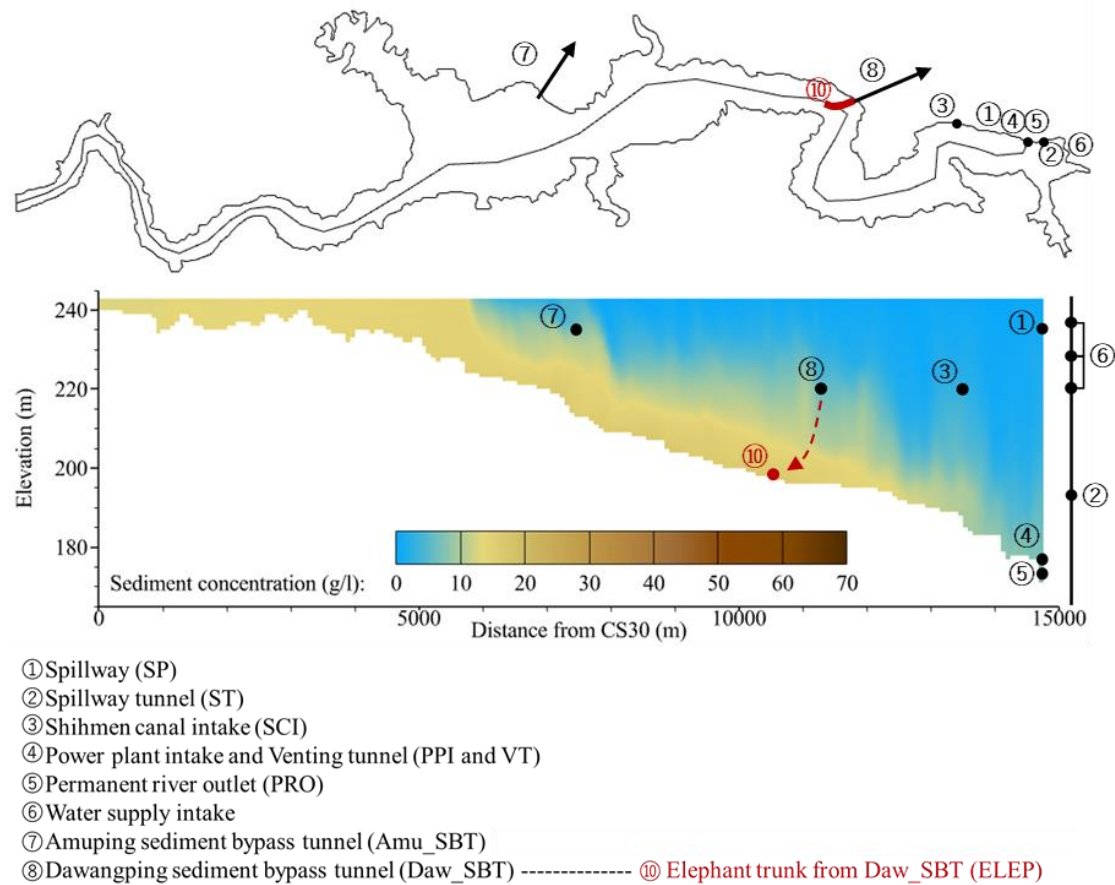 ⑦ ⑧
⑩ ③ ① ④ ⑤
② ⑥
240
220
200
180
Elevation (m)
⑦ ① ⑥
⑧ ③
⑩ ②
④
⑤
Sediment concentration (g/l):
0 10 20 30 40 50 60 70
0 5000 10000 15000
Distance from CS30 (m)
①Spillway (SP)
②Spillway tunnel (ST)
③Shihmen canal intake (SCI)
④Power plant intake and Venting tunnel (PPI and VT)
⑤Permanent river outlet (PRO)
⑥Water supply intake
⑦Amuping sediment bypass tunnel (Amu_SBT)
⑧Dawangping sediment bypass tunnel (Daw_SBT) -------------- ⑩ Elephant trunk from Daw_SBT (ELEP)